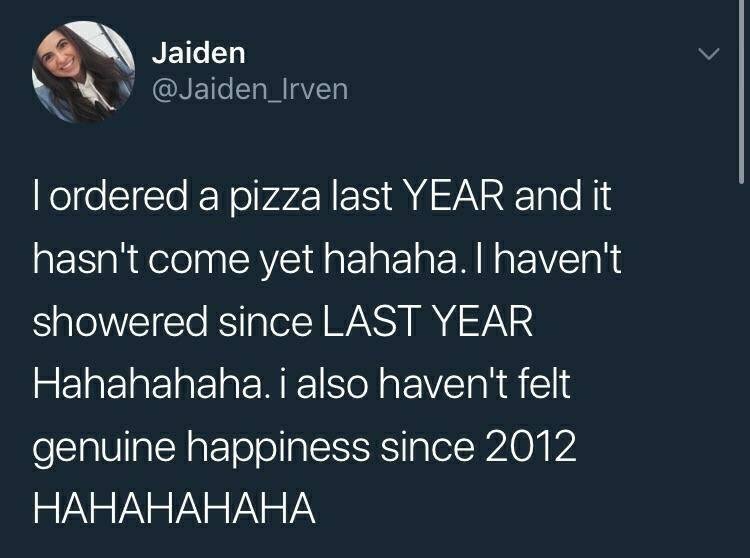 Jaiden
@Jaiden_Irven
I ordered a pizza last YEAR and it
hasn't come yet hahaha. I haven't
showered since LAST YEAR
Hahahahaha. i also haven't felt
genuine happiness since 2012
HAHAHAHAHA